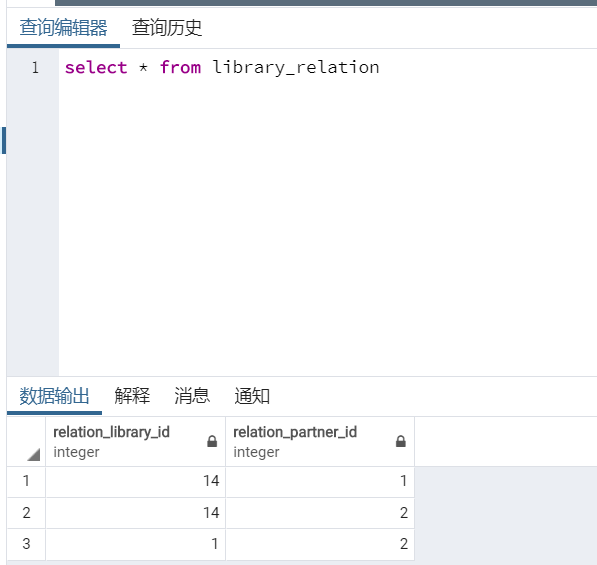 查询编辑器 查询历史
1 select * from library_relation
数据输出 解释 消息 通知
relation_library_id relation_partner_id
integer integer
1 14 1
2 14 2
3 1 2